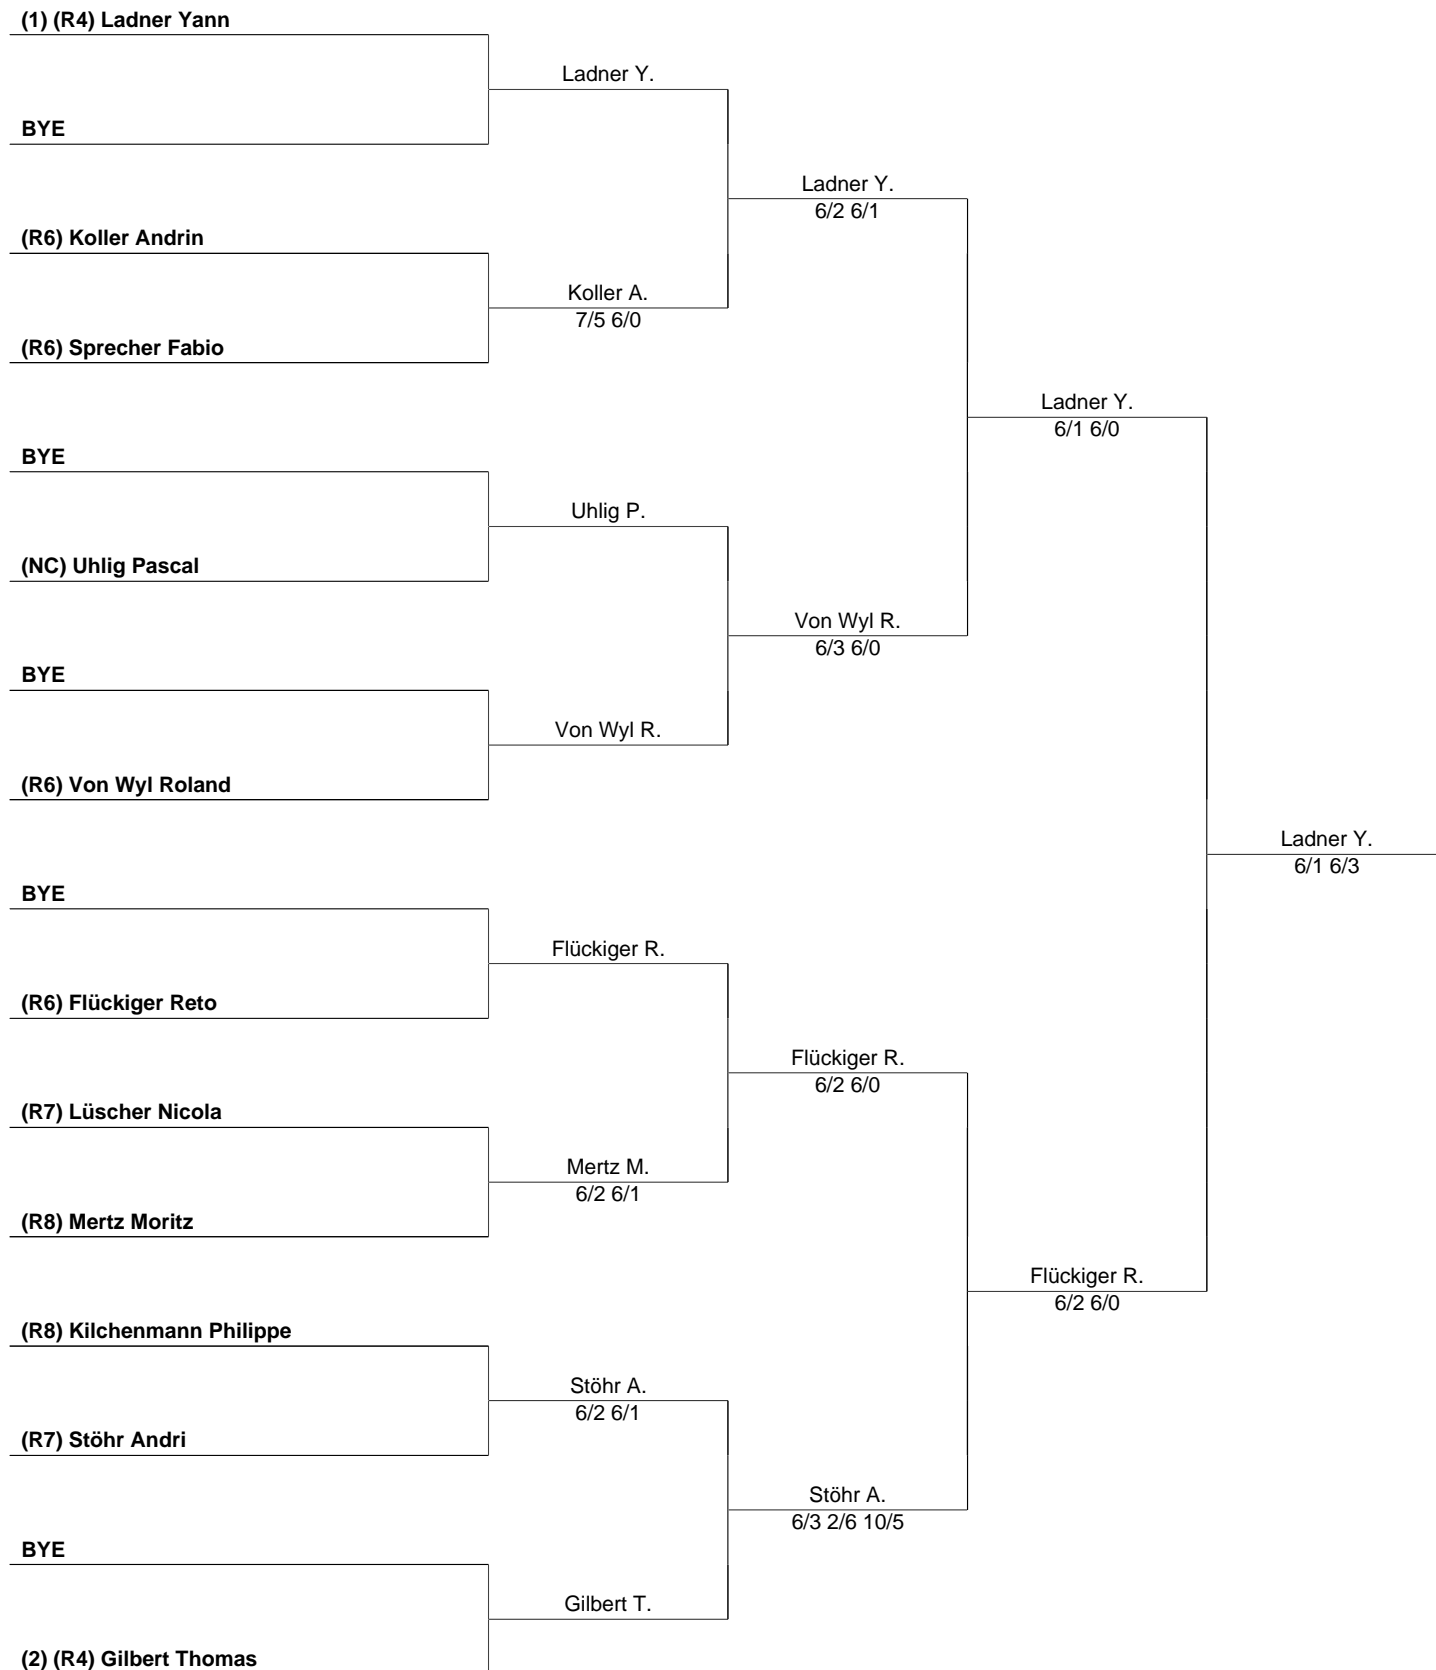 (1) (R4) Ladner Yann
Ladner Y.
BYE
Ladner Y.
6/2 6/1
(R6) Koller Andrin
Koller A.
7/5 6/0
(R6) Sprecher Fabio
Ladner Y.
6/1 6/0
BYE
Uhlig P.
(NC) Uhlig Pascal
Von Wyl R.
6/3 6/0
BYE
Von Wyl R.
(R6) Von Wyl Roland
Ladner Y.
6/1 6/3
BYE
Flückiger R.
(R6) Flückiger Reto
Flückiger R.
6/2 6/0
(R7) Lüscher Nicola
Mertz M.
6/2 6/1
(R8) Mertz Moritz
Flückiger R.
6/2 6/0
(R8) Kilchenmann Philippe
Stöhr A.
6/2 6/1
(R7) Stöhr Andri
Stöhr A.
6/3 2/6 10/5
BYE
Gilbert T.
(2) (R4) Gilbert Thomas